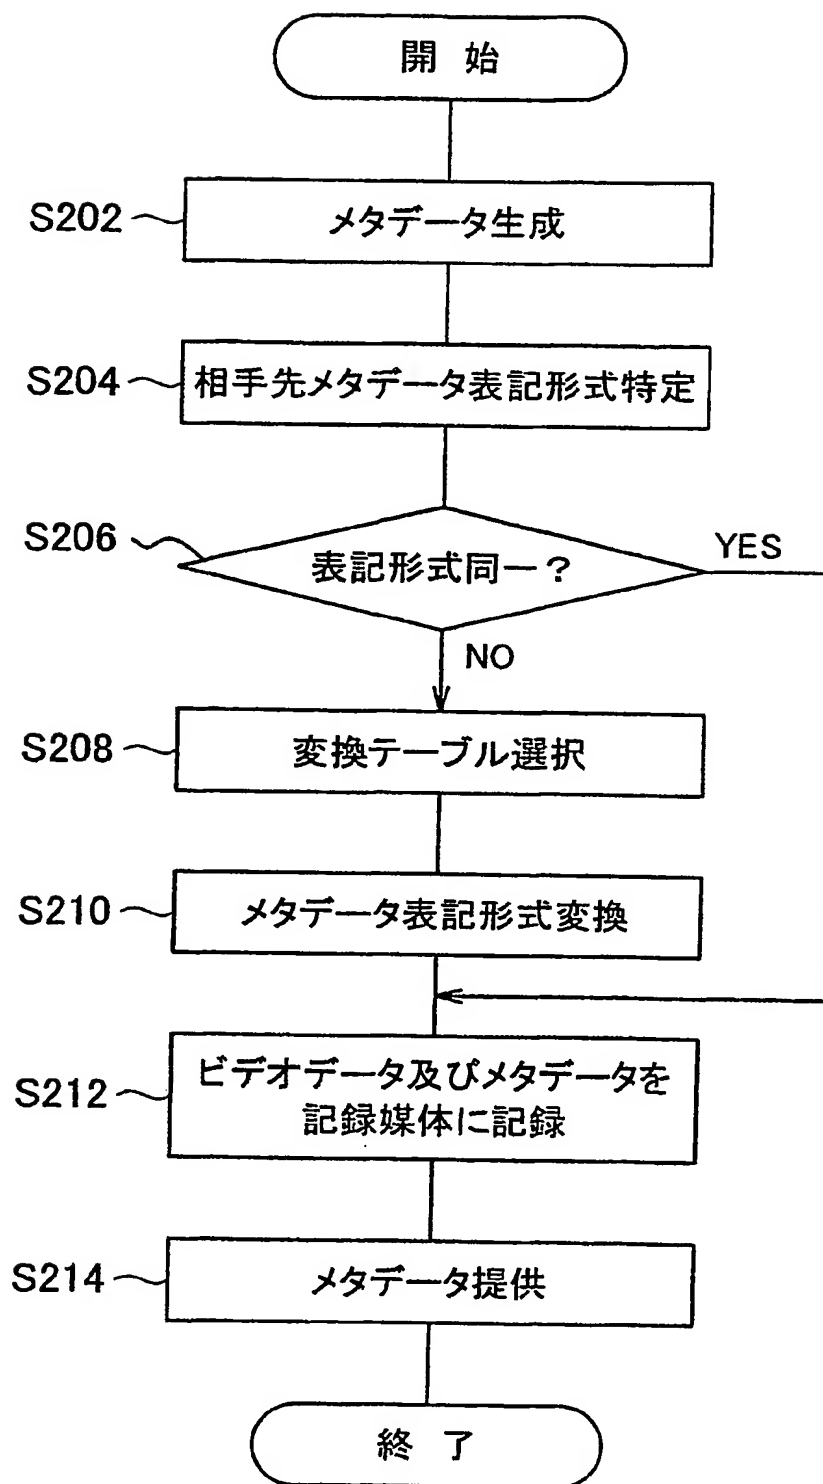 開 始
S202
メタデータ生成
S204
相手先メタデータ表記形式特定
S206
表記形式同一?
YES
NO
S208
変換テーブル選択
S210
メタデータ表記形式変換
S212
ビデオデータ及びメタデータを
記録媒体に記録
S214
メタデータ提供
終 了